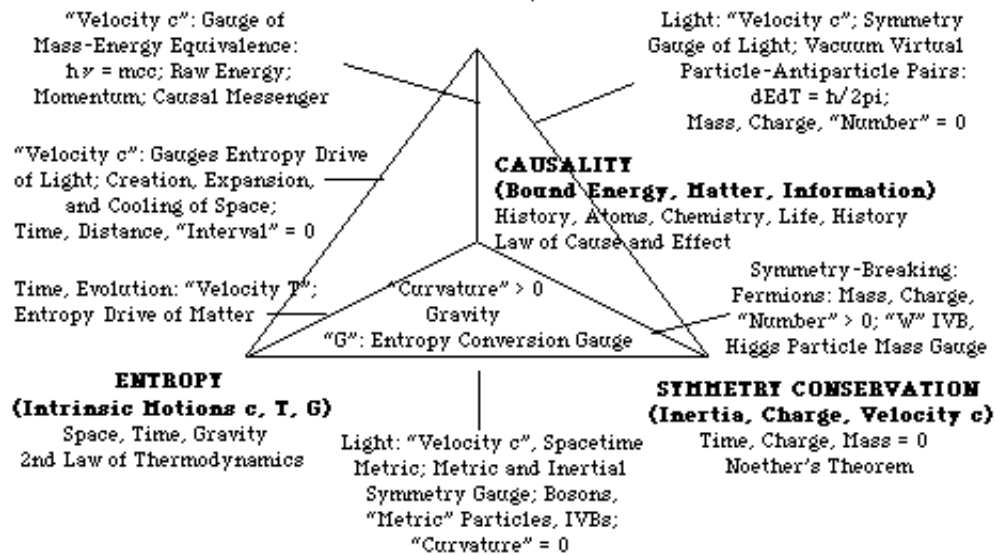 “Velocity c”: Gauge of
Mass-Energy Equivalence:
hν = mcc; Raw Energy;
Momentum; Causal Messenger
Light: “Velocity c”; Symmetry
Gauge of Light; Vacuum Virtual
Particle-Antiparticle Pairs:
dEdT = h/2pi;
Mass, Charge, “Number” = 0
“Velocity c”: Gauges Entropy Drive
of Light; Creation, Expansion,
and Cooling of Space;
Time, Distance, “Interval” = 0
CAUSALITY
(Bound Energy, Matter, Information)
History, Atoms, Chemistry, Life, History
Law of Cause and Effect
Time, Evolution: “Velocity T”;
Entropy Drive of Matter
“Curvature” > 0
Gravity
“G”: Entropy Conversion Gauge
Symmetry-Breaking:
Fermions: Mass, Charge,
“Number” > 0; “W” IVB,
Higgs Particle Mass Gauge
ENTROPY
(Intrinsic Motions c, T, G)
Space, Time, Gravity
2nd Law of Thermodynamics
Light: “Velocity c”, Spacetime
Metric; Metric and Inertial
Symmetry Gauge; Bosons,
“Metric” Particles, IVBs;
“Curvature” = 0
SYMMETRY CONSERVATION
(Inertia, Charge, Velocity c)
Time, Charge, Mass = 0
Noether’s Theorem